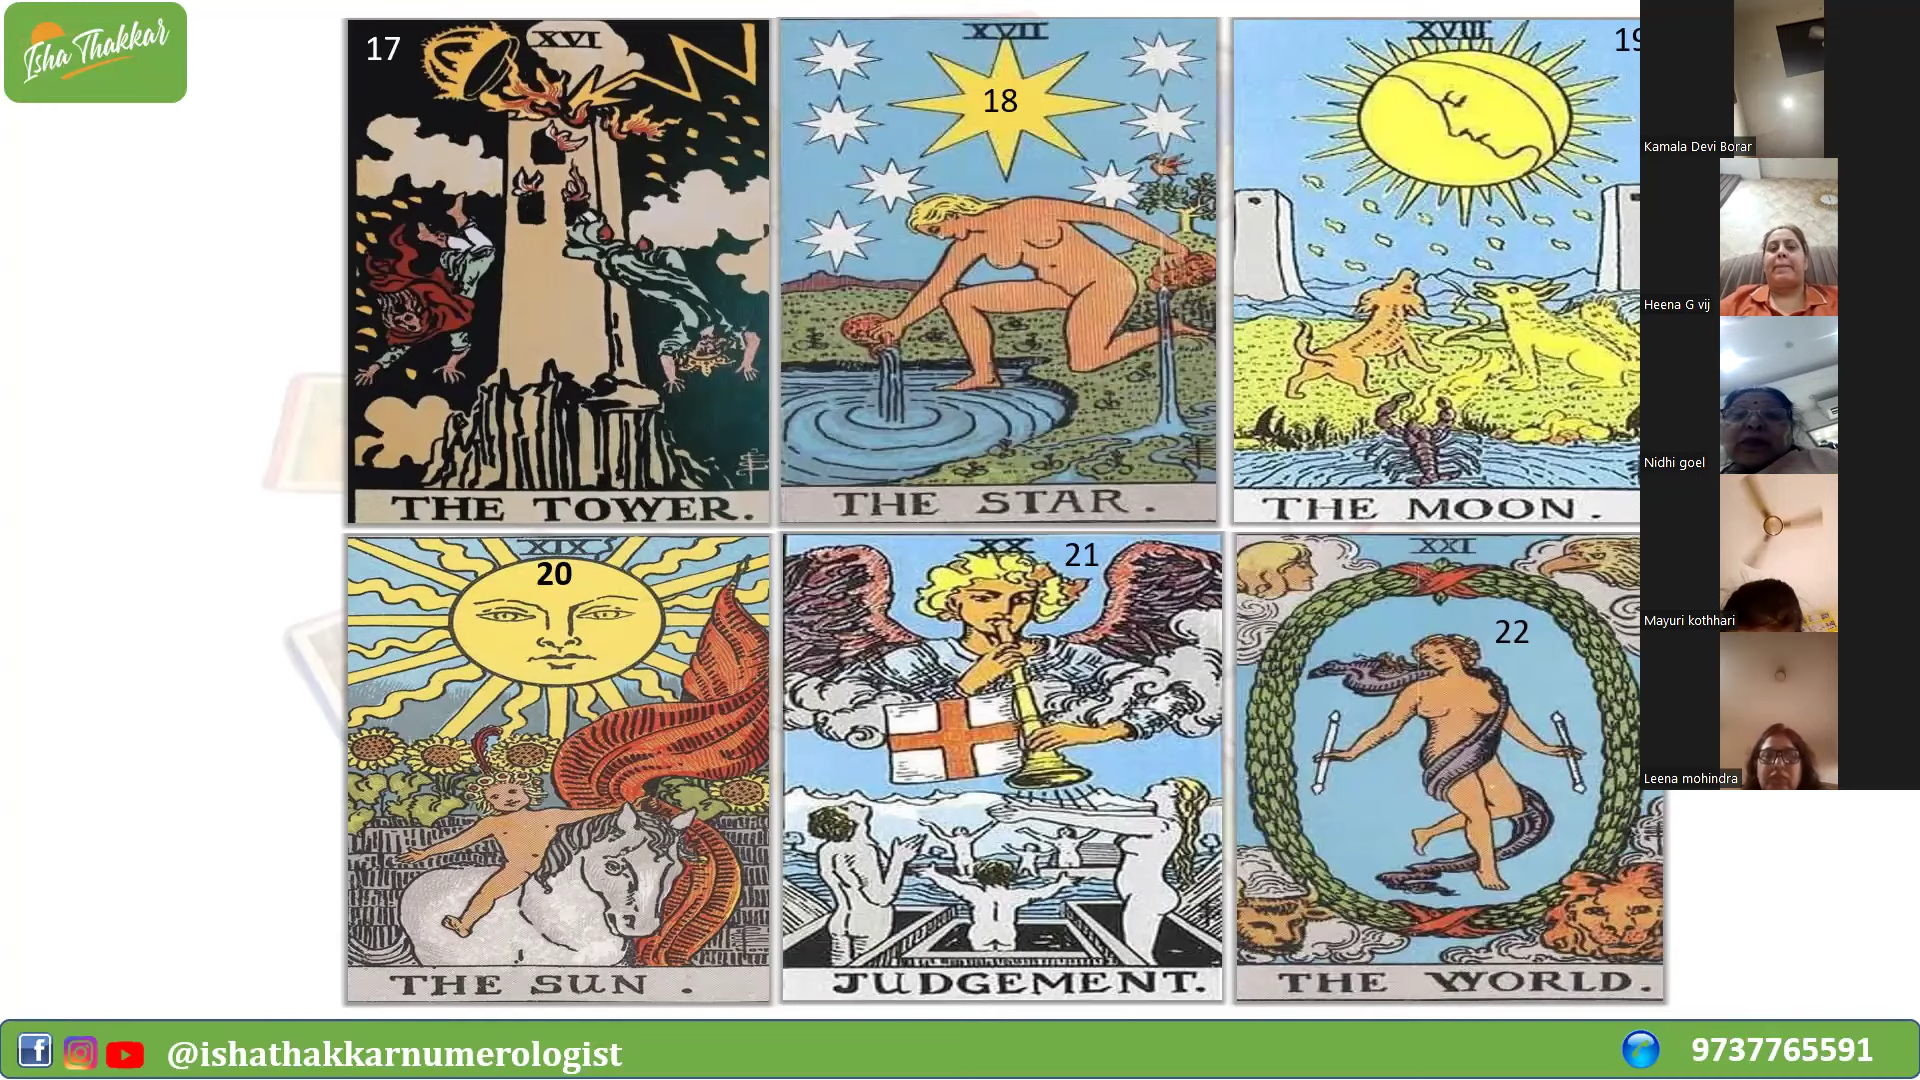 Isha Thakkar
17
XVI
THE TOWER.
XVII
18
THE STAR.
XVIII
19
THE MOON.
XIX
20
THE SUN .
XX
21
JUDGEMENT.
XXI
22
THE WORLD.
Kamala Devi Borar
Heena G vij
Nidhi goel
Mayuri kothhari
Leena mohindra
@ishathakkarnumerologist
9737765591